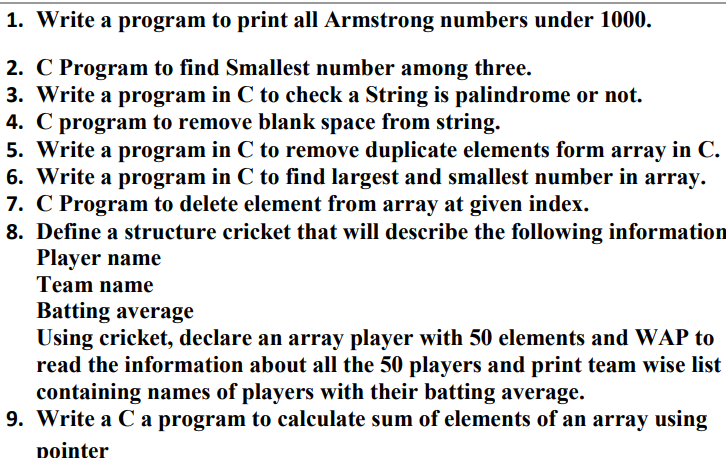 1. Write a program to print all Armstrong numbers under 1000.
2. C Program to find Smallest number among three.
3. Write a program in C to check a String is palindrome or not.
4. C program to remove blank space from string.
5. Write a program in C to remove duplicate elements form array in C.
6. Write a program in C to find largest and smallest number in array.
7. C Program to delete element from array at given index.
8. Define a structure cricket that will describe the following information
Player name
Team name
Batting average
Using cricket, declare an array player with 50 elements and WAP to
read the information about all the 50 players and print team wise list
containing names of players with their batting average.
9. Write a C a program to calculate sum of elements of an array using
pointer